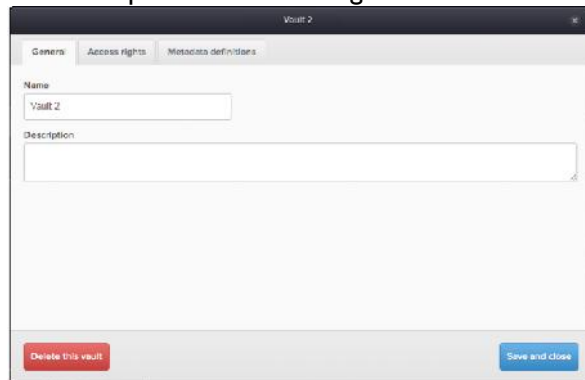 Vault 2
General Access rights Metadata definitions
Name
Vault 2
Description
Delete this vault Save and close